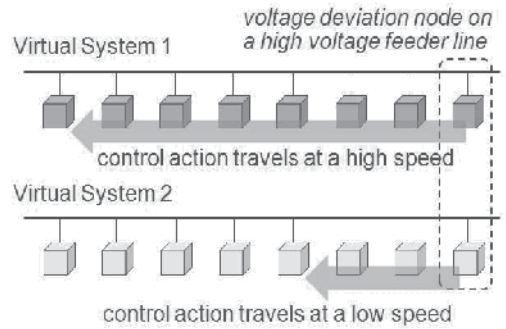 voltage deviation node on
a high voltage feeder line
Virtual System 1
control action travels at a high speed
Virtual System 2
control action travels at a low speed